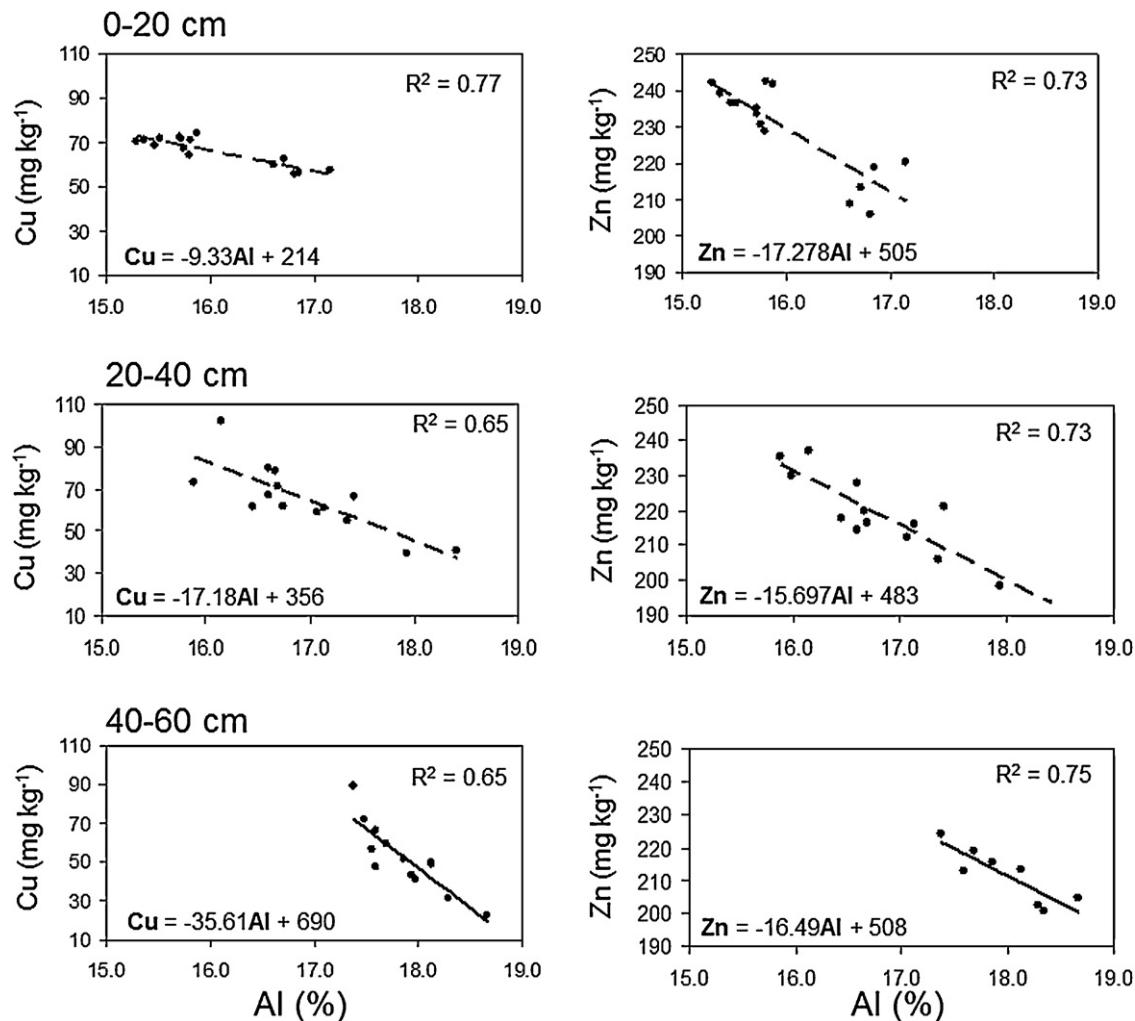 0-20 cm
Cu (mg kg-1)
110
90
70
50
30
10
R2 = 0.77
Cu = -9.33Al + 214
15.0 16.0 17.0 18.0 19.0
Zn (mg kg-1)
250
240
230
220
210
200
190
R2 = 0.73
Zn = -17.278Al + 505
15.0 16.0 17.0 18.0 19.0
20-40 cm
Cu (mg kg-1)
110
90
70
50
30
10
R2 = 0.65
Cu = -17.18Al + 356
15.0 16.0 17.0 18.0 19.0
Zn (mg kg-1)
250
240
230
220
210
200
190
R2 = 0.73
Zn = -15.697Al + 483
15.0 16.0 17.0 18.0 19.0
40-60 cm
Cu (mg kg-1)
110
90
70
50
30
10
R2 = 0.65
Cu = -35.61Al + 690
15.0 16.0 17.0 18.0 19.0
Al (%)
Zn (mg kg-1)
250
240
230
220
210
200
190
R2 = 0.75
Zn = -16.49Al + 508
15.0 16.0 17.0 18.0 19.0
Al (%)